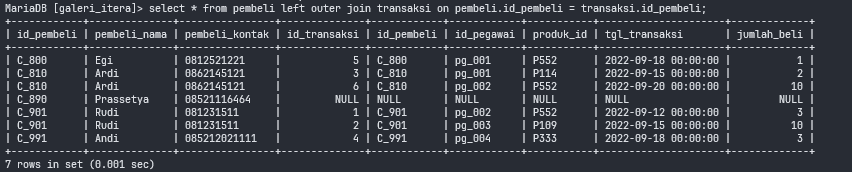 MariaDB [galeri_itera]> select * from pembeli left outer join transaksi on pembeli.id_pembeli = transaksi.id_pembeli;
+------------+--------------+----------------+--------------+------------+------------+-----------+---------------------+-------------+
| id_pembeli | pembeli_nama | pembeli_kontak | id_transaksi | id_pembeli | id_pegawai | produk_id | tgl_transaksi       | jumlah_beli |
+------------+--------------+----------------+--------------+------------+------------+-----------+---------------------+-------------+
| C_800      | Egi          | 0812521221     |            5 | C_800      | pg_001     | P552      | 2022-09-18 00:00:00 |           1 |
| C_810      | Ardi         | 0862145121     |            3 | C_810      | pg_001     | P114      | 2022-09-15 00:00:00 |           2 |
| C_810      | Ardi         | 0862145121     |            6 | C_810      | pg_002     | P552      | 2022-09-20 00:00:00 |          10 |
| C_890      | Prassetya    | 08521116464    |         NULL | NULL       | NULL       | NULL      | NULL                |        NULL |
| C_901      | Rudi         | 081231511      |            1 | C_901      | pg_002     | P552      | 2022-09-12 00:00:00 |           3 |
| C_901      | Rudi         | 081231511      |            2 | C_901      | pg_003     | P109      | 2022-09-15 00:00:00 |          10 |
| C_991      | Andi         | 085212021111   |            4 | C_991      | pg_004     | P333      | 2022-09-18 00:00:00 |           3 |
+------------+--------------+----------------+--------------+------------+------------+-----------+---------------------+-------------+
7 rows in set (0.001 sec)